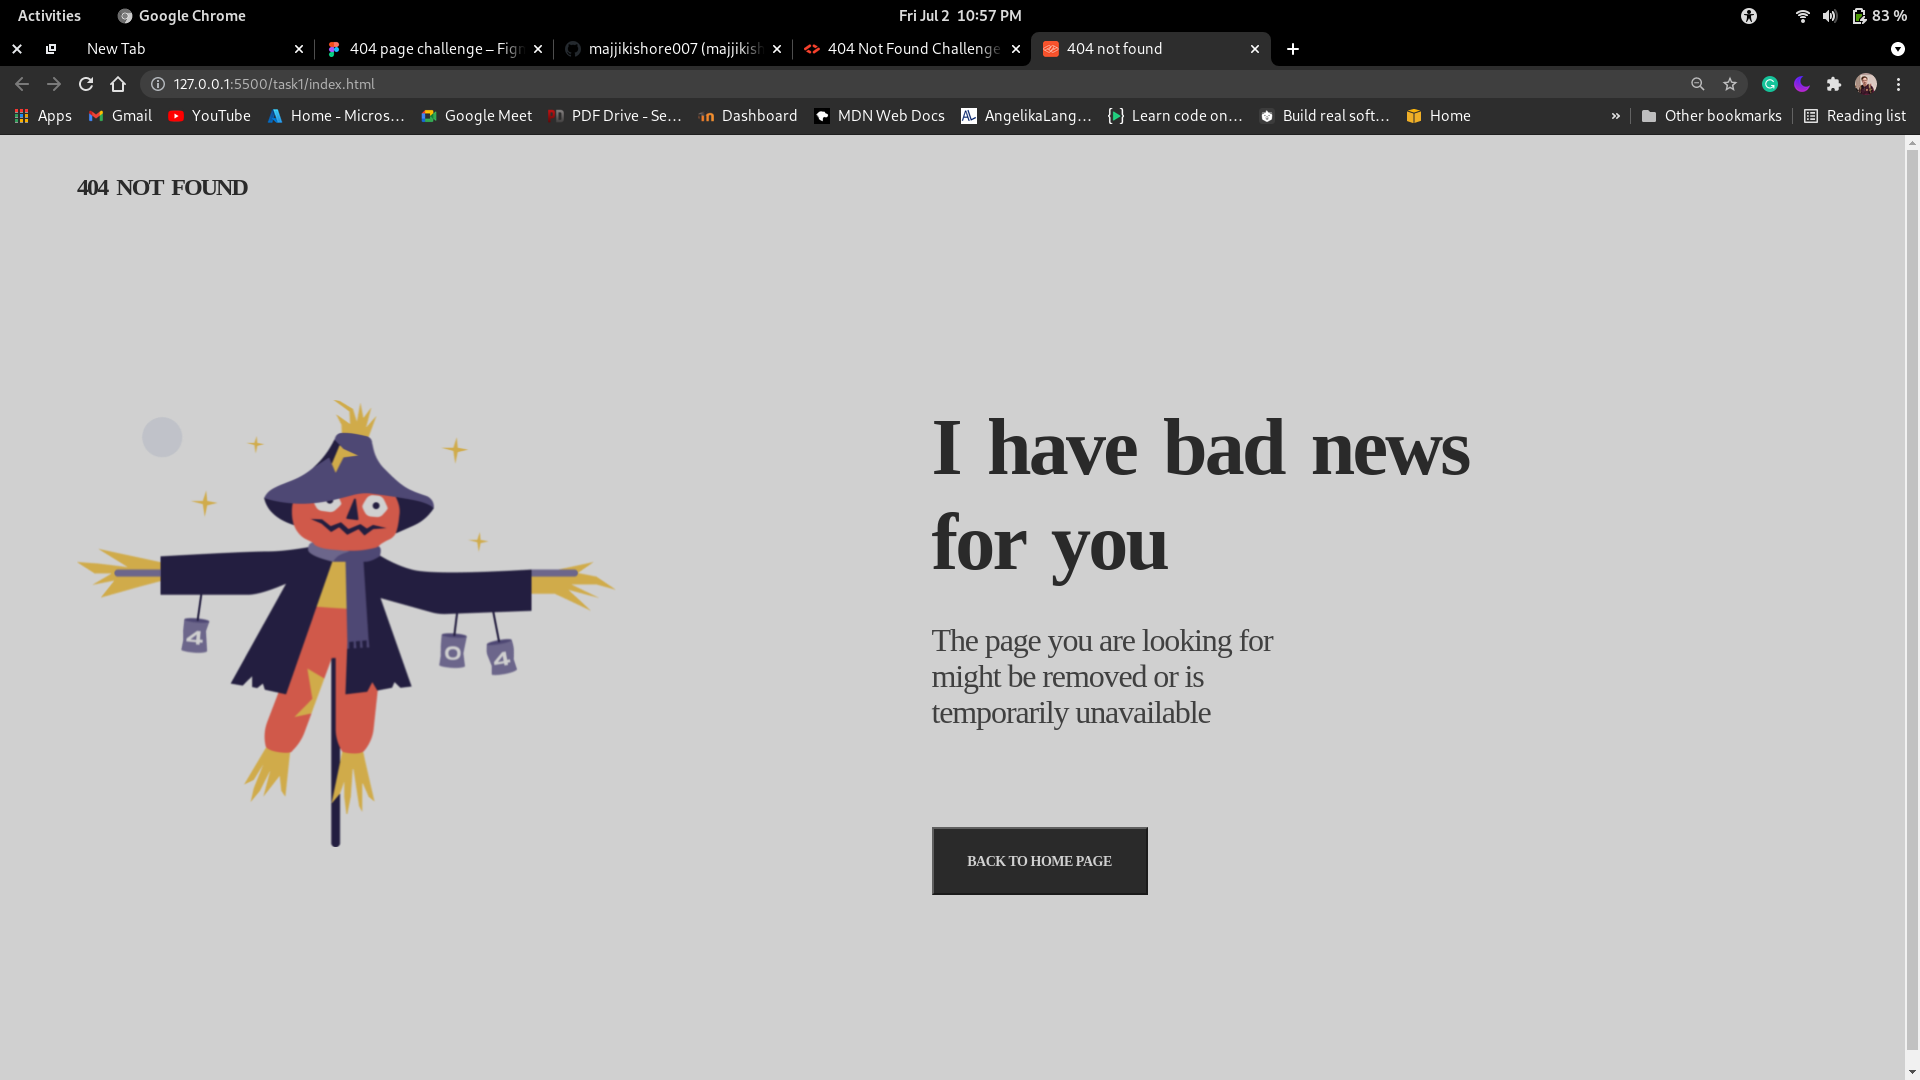 Activities Google Chrome Fri Jul 2 10:57 PM 83 %
New Tab 404 page challenge – Fign majjikishore007 (majjikish 404 Not Found Challenge 404 not found
127.0.0.1:5500/task1/index.html
Apps Gmail YouTube Home - Micros… Google Meet PDF Drive - Se… Dashboard MDN Web Docs AngelikaLang… Learn code on… Build real soft… Home » Other bookmarks Reading list
404 NOT FOUND
I have bad news
for you
4
0
4
The page you are looking for
might be removed or is
temporarily unavailable
BACK TO HOME PAGE